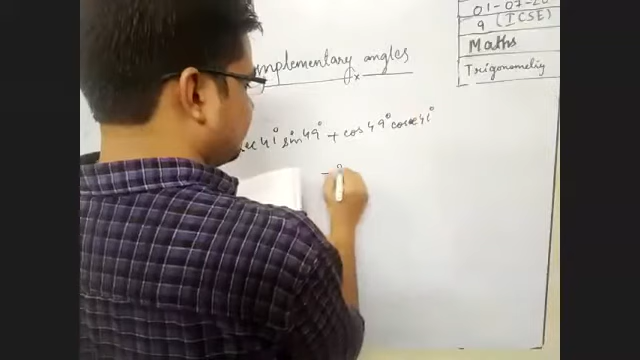 01-07-20
9 (ICSE)
Maths
Trigonometry
complementary angles
sec 41° sin 49° + cos 49° cosec 41°